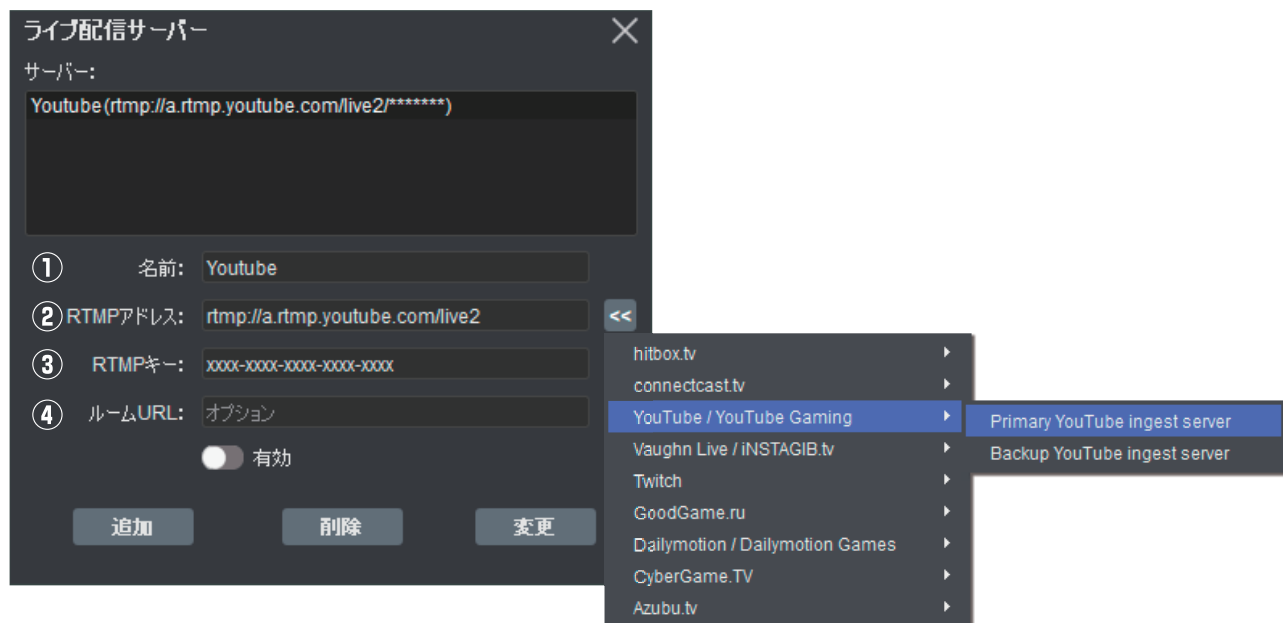 ライブ配信サーバー
サーバー:
Youtube(rtmp://a.rtmp.youtube.com/live2/*******)
① 名前: Youtube
② RTMPアドレス: rtmp://a.rtmp.youtube.com/live2 <<
③ RTMPキー: xxxx-xxxx-xxxx-xxxx-xxxx
④ ルームURL: オプション
有効
追加 削除 変更
hitbox.tv
connectcast.tv
YouTube / YouTube Gaming
Primary YouTube ingest server
Backup YouTube ingest server
Vaughn Live / iNSTAGIB.tv
Twitch
GoodGame.ru
Dailymotion / Dailymotion Games
CyberGame.TV
Azubu.tv